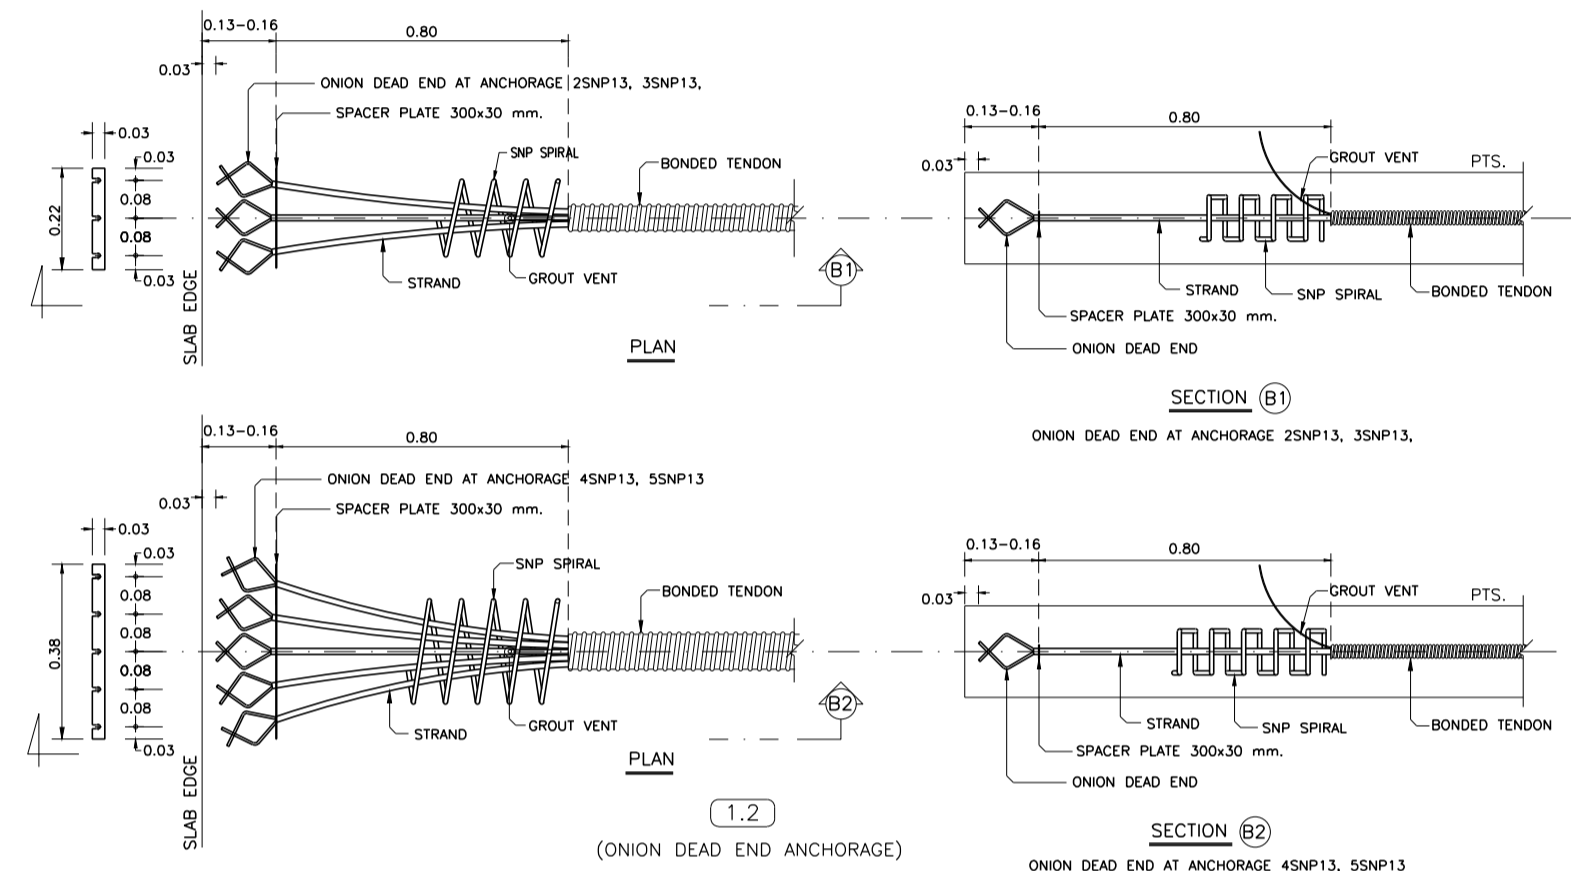 0.13-0.16
0.80
0.03
ONION DEAD END AT ANCHORAGE 2SNP13, 3SNP13,
SPACER PLATE 300x30 mm.
SNP SPIRAL
BONDED TENDON
0.03
0.03
0.08
0.08
0.03
0.22
SLAB EDGE
STRAND
GROUT VENT
B1
PLAN
0.13-0.16
0.80
0.03
GROUT VENT
PTS.
STRAND
SNP SPIRAL
BONDED TENDON
SPACER PLATE 300x30 mm.
ONION DEAD END
SECTION B1
ONION DEAD END AT ANCHORAGE 2SNP13, 3SNP13,
0.13-0.16
0.80
0.03
ONION DEAD END AT ANCHORAGE 4SNP13, 5SNP13
SPACER PLATE 300x30 mm.
SNP SPIRAL
BONDED TENDON
0.03
0.03
0.08
0.08
0.08
0.08
0.03
0.38
SLAB EDGE
STRAND
GROUT VENT
B2
PLAN
1.2
(ONION DEAD END ANCHORAGE)
0.13-0.16
0.80
0.03
GROUT VENT
PTS.
STRAND
SNP SPIRAL
BONDED TENDON
SPACER PLATE 300x30 mm.
ONION DEAD END
SECTION B2
ONION DEAD END AT ANCHORAGE 4SNP13, 5SNP13